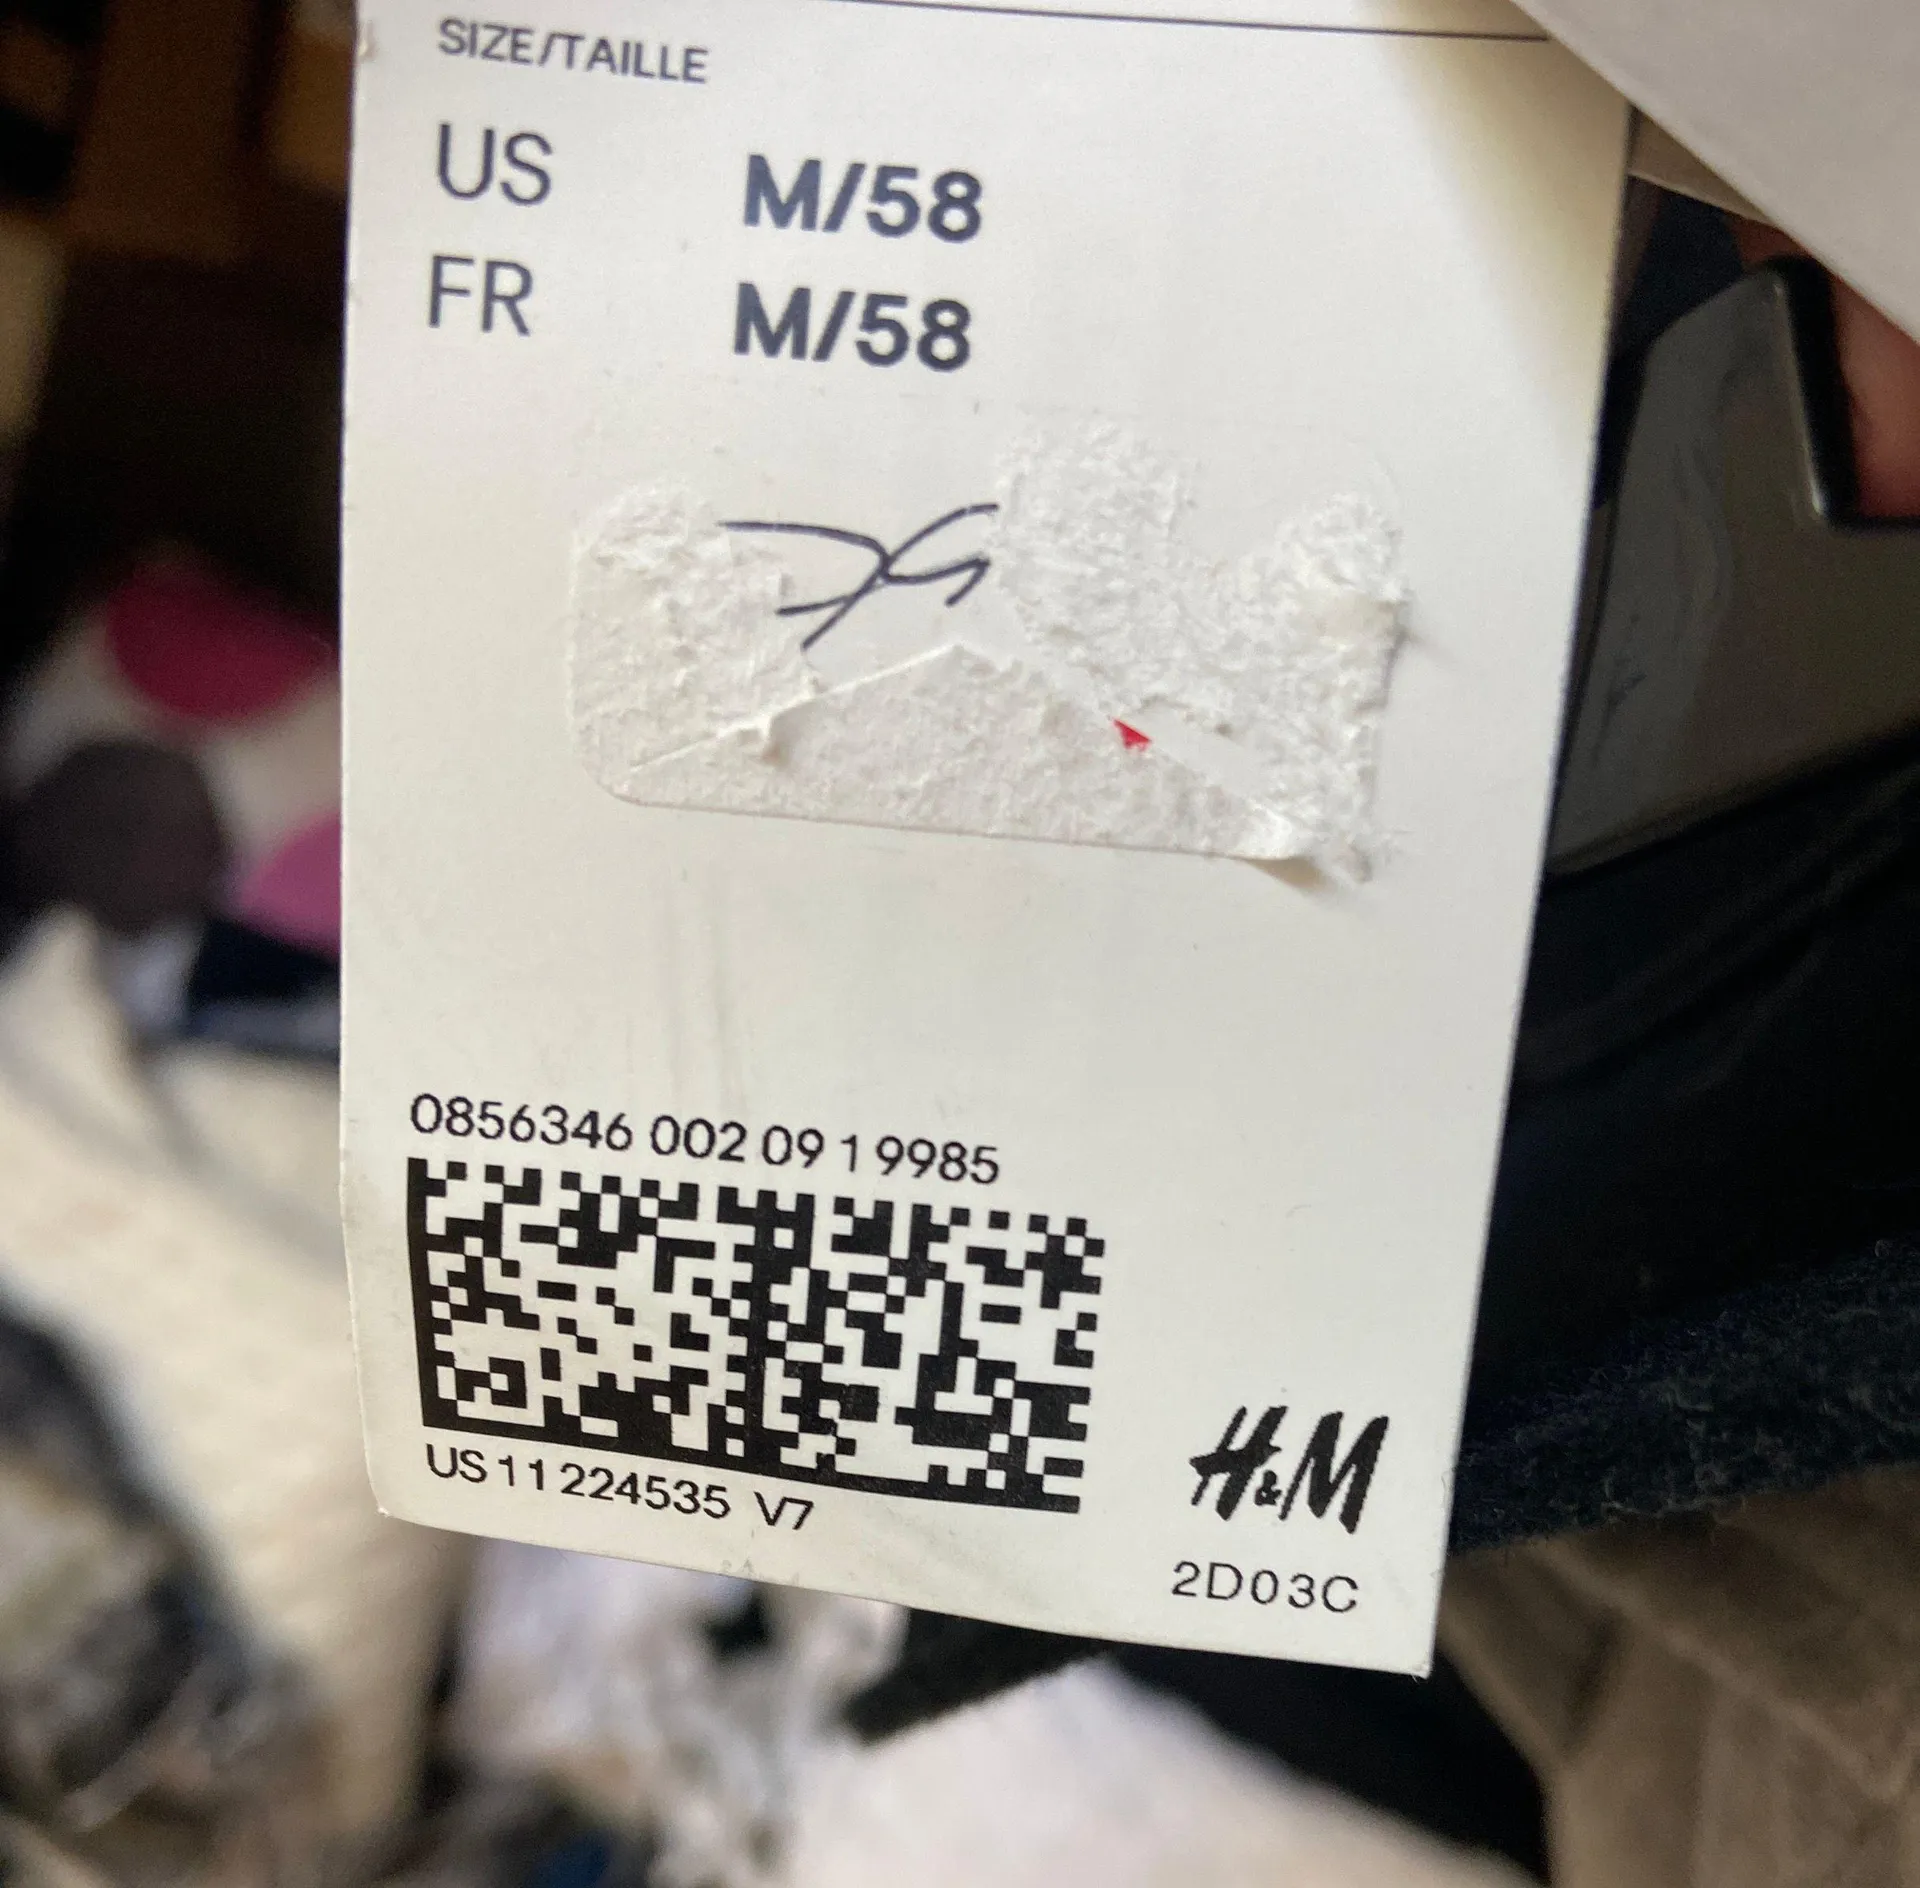 SIZE/TAILLE
US M/58
FR M/58
0856346 002 09 1 9985
US 11 224535 V7
H&M
2D03C